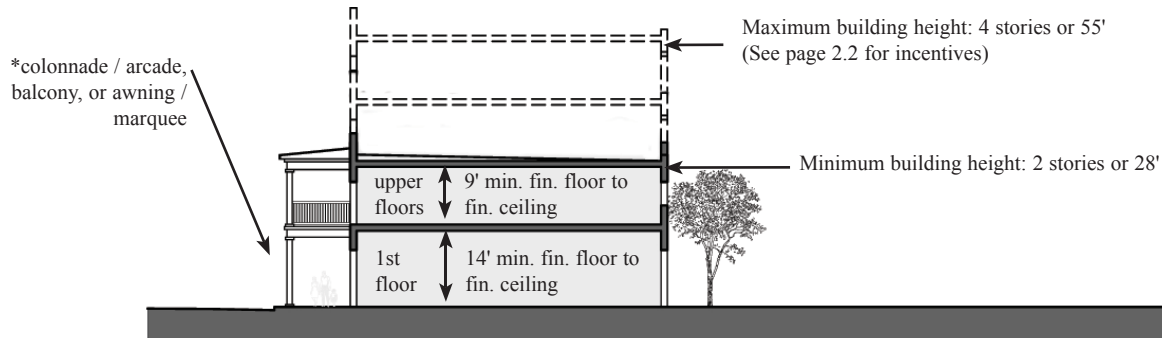 Maximum building height: 4 stories or 55'
(See page 2.2 for incentives)
*colonnade / arcade,
balcony, or awning /
marquee
Minimum building height: 2 stories or 28'
upper
floors
9' min. fin. floor to
fin. ceiling
1st
floor
14' min. fin. floor to
fin. ceiling